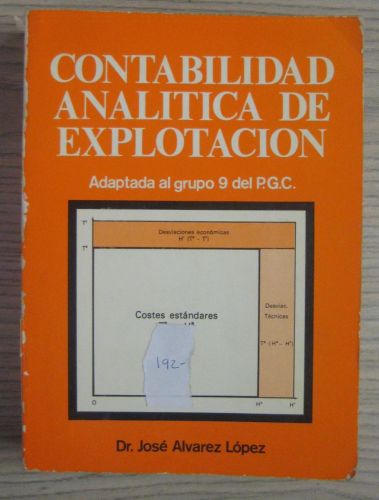 CONTABILIDAD
ANALITICA DE
EXPLOTACION
Adaptada al grupo 9 del P.G.C.
Desviaciones económicas
Costes estándares
Desviac.
Técnicas
192-
O
Dr. José Alvarez López